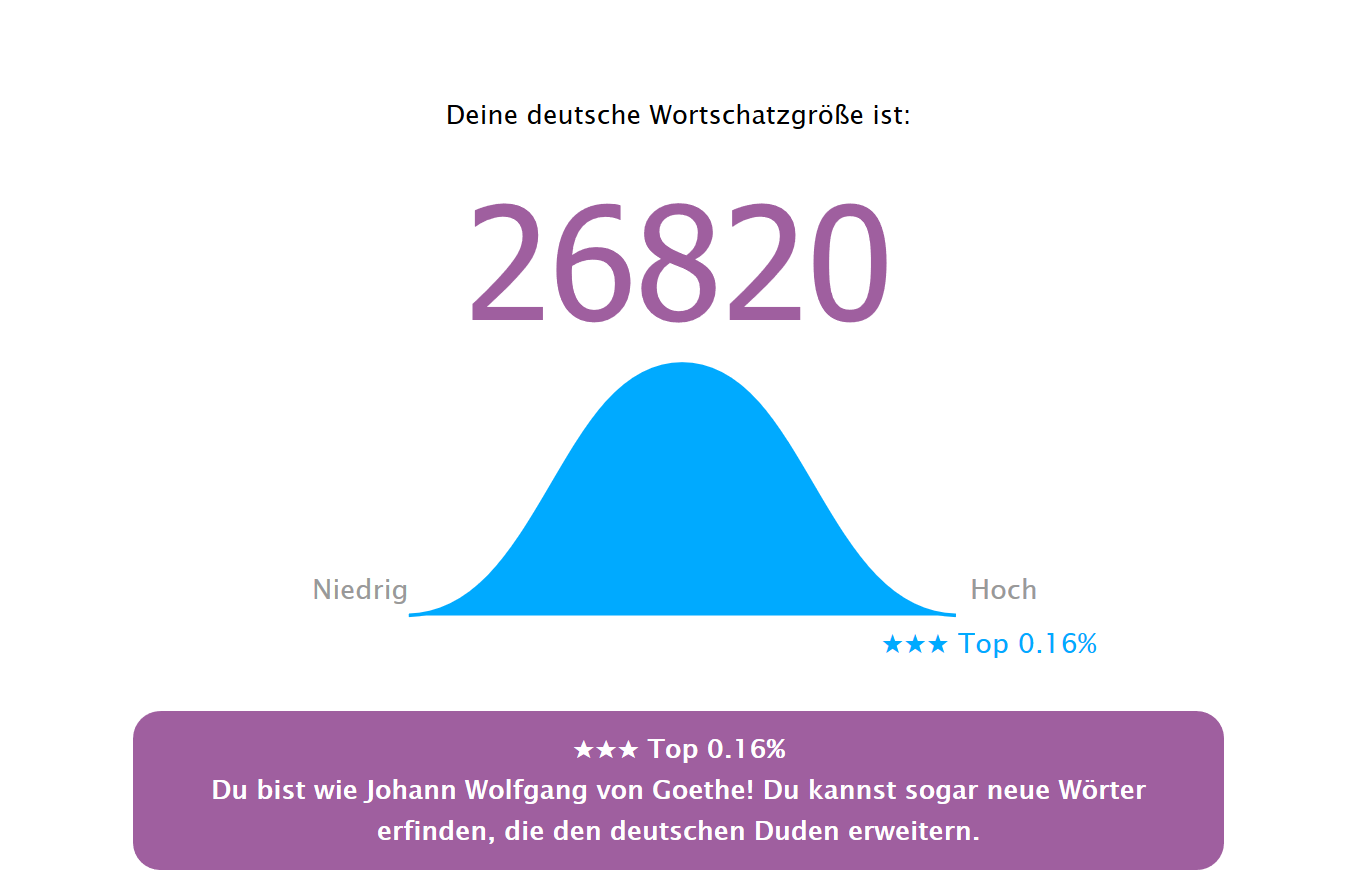 Deine deutsche Wortschatzgröße ist:
26820
Niedrig
Hoch
★★★ Top 0.16%
★★★ Top 0.16%
Du bist wie Johann Wolfgang von Goethe! Du kannst sogar neue Wörter
erfinden, die den deutschen Duden erweitern.